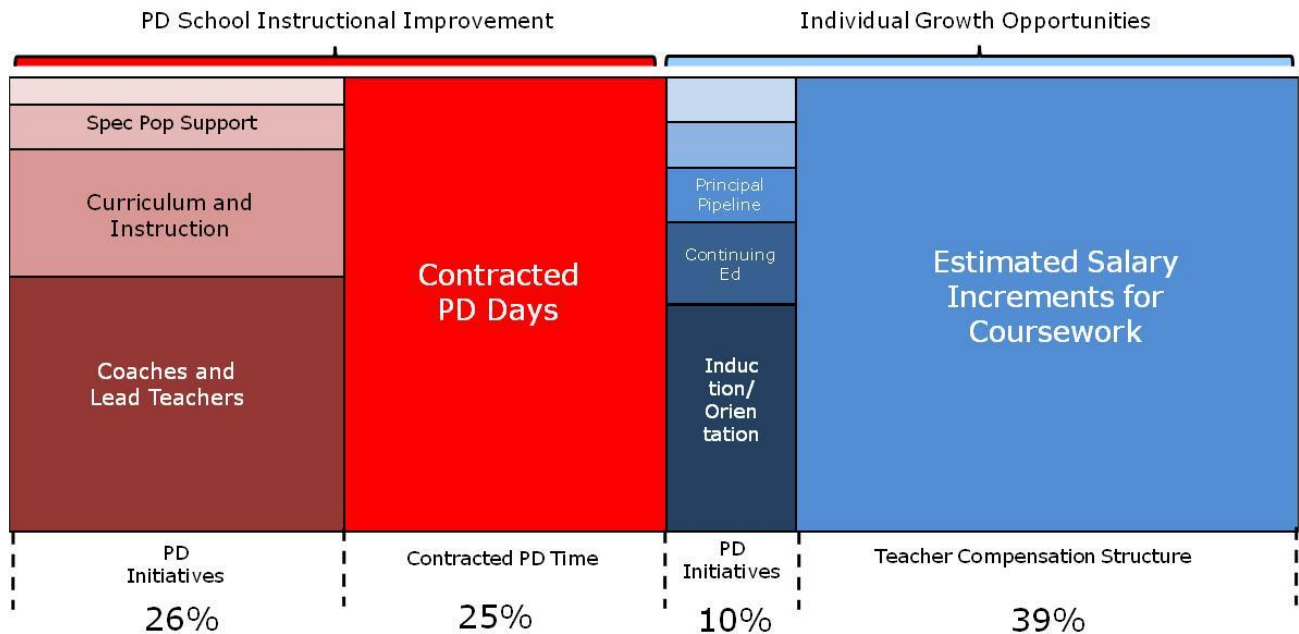 PD School Instructional Improvement
Individual Growth Opportunities
Spec Pop Support
Curriculum and
Instruction
Coaches and
Lead Teachers
Contracted
PD Days
Principal
Pipeline
Continuing
Ed
Induc
tion/
Orien
tation
Estimated Salary
Increments for
Coursework
PD
Initiatives
26%
Contracted PD Time
25%
PD
Initiatives
10%
Teacher Compensation Structure
39%